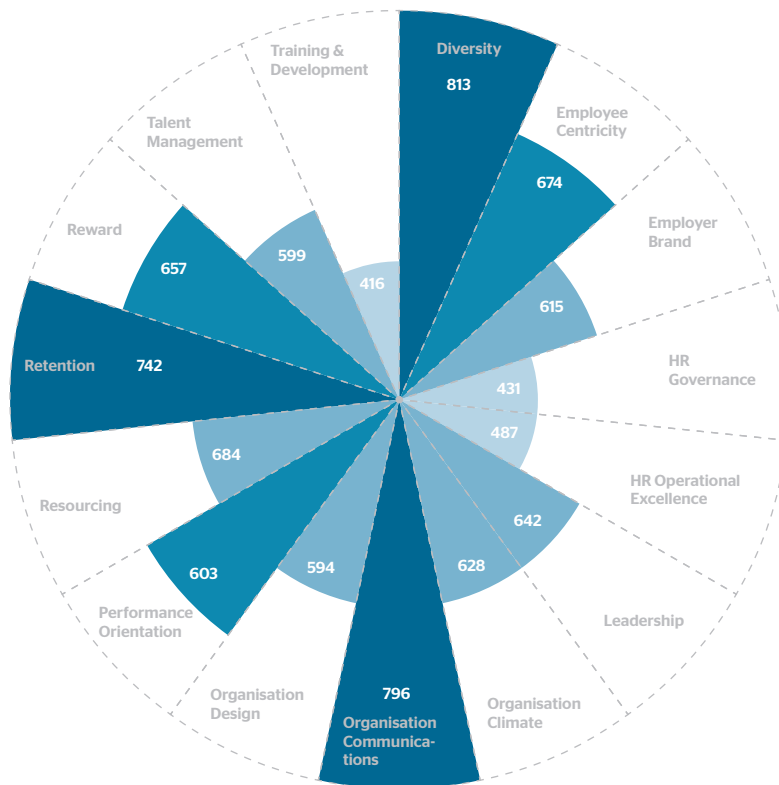 Diversity
813
Employee
Centricity
674
Employer
Brand
615
HR
Governance
431
HR Operational
Excellence
487
Leadership
642
Organisation
Climate
628
796
Organisation
Communica-
tions
Organisation
Design
594
Performance
Orientation
603
Resourcing
684
Retention
742
Reward
657
Talent
Management
599
Training &
Development
416